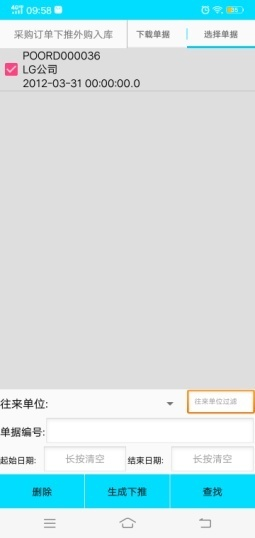 09:58
采购订单下推外购入库 下载单据 选择单据
POORD000036
LG公司
2012-03-31 00:00:00.0
往来单位: 往来单位过滤
单据编号:
起始日期: 长按清空 结束日期: 长按清空
删除 生成下推 查找